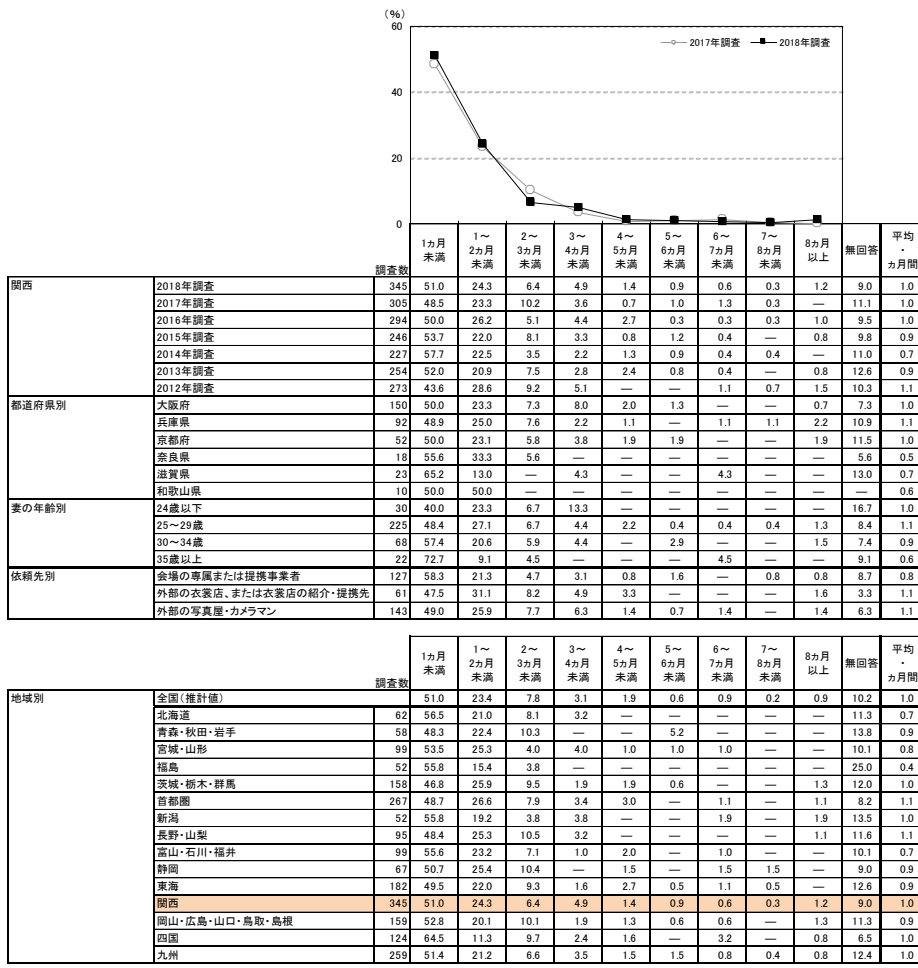 (%)
60
40
20
0
2017年調査 2018年調査
調査数 1ヵ月未満 1～2ヵ月未満 2～3ヵ月未満 3～4ヵ月未満 4～5ヵ月未満 5～6ヵ月未満 6～7ヵ月未満 7～8ヵ月未満 8ヵ月以上 無回答 平均・ヵ月間
関西 2018年調査 345 51.0 24.3 6.4 4.9 1.4 0.9 0.6 0.3 1.2 9.0 1.0
2017年調査 305 48.5 23.3 10.2 3.6 0.7 1.0 1.3 0.3 — 11.1 1.0
2016年調査 294 50.0 26.2 5.1 4.4 2.7 0.3 0.3 0.3 1.0 9.5 1.0
2015年調査 246 53.7 22.0 8.1 3.3 0.8 1.2 0.4 — 0.8 9.8 0.9
2014年調査 227 57.7 22.5 3.5 2.2 1.3 0.9 0.4 0.4 — 11.0 0.7
2013年調査 254 52.0 20.9 7.5 2.8 2.4 0.8 0.4 — 0.8 12.6 0.9
2012年調査 273 43.6 28.6 9.2 5.1 — — 1.1 0.7 1.5 10.3 1.1
都道府県別 大阪府 150 50.0 23.3 7.3 8.0 2.0 1.3 — — 0.7 7.3 1.0
兵庫県 92 48.9 25.0 7.6 2.2 1.1 — 1.1 1.1 2.2 10.9 1.1
京都府 52 50.0 23.1 5.8 3.8 1.9 1.9 — — 1.9 11.5 1.0
奈良県 18 55.6 33.3 5.6 — — — — — — 5.6 0.5
滋賀県 23 65.2 13.0 — 4.3 — — 4.3 — — 13.0 0.7
和歌山県 10 50.0 50.0 — — — — — — — — 0.6
妻の年齢別 24歳以下 30 40.0 23.3 6.7 13.3 — — — — — 16.7 1.0
25～29歳 225 48.4 27.1 6.7 4.4 2.2 0.4 0.4 0.4 1.3 8.4 1.1
30～34歳 68 57.4 20.6 5.9 4.4 — 2.9 — — 1.5 7.4 0.9
35歳以上 22 72.7 9.1 4.5 — — — 4.5 — — 9.1 0.6
依頼先別 会場の専属または提携事業者 127 58.3 21.3 4.7 3.1 0.8 1.6 — 0.8 0.8 8.7 0.8
外部の衣裳店、または衣裳店の紹介・提携先 61 47.5 31.1 8.2 4.9 3.3 — — — 1.6 3.3 1.1
外部の写真屋・カメラマン 143 49.0 25.9 7.7 6.3 1.4 0.7 1.4 — 1.4 6.3 1.1
調査数 1ヵ月未満 1～2ヵ月未満 2～3ヵ月未満 3～4ヵ月未満 4～5ヵ月未満 5～6ヵ月未満 6～7ヵ月未満 7～8ヵ月未満 8ヵ月以上 無回答 平均・ヵ月間
地域別 全国(推計値) 51.0 23.4 7.8 3.1 1.9 0.6 0.9 0.2 0.9 10.2 1.0
北海道 62 56.5 21.0 8.1 3.2 — — — — — 11.3 0.7
青森・秋田・岩手 58 48.3 22.4 10.3 — — 5.2 — — — 13.8 0.9
宮城・山形 99 53.5 25.3 4.0 4.0 1.0 1.0 1.0 — — 10.1 0.8
福島 52 55.8 15.4 3.8 — — — — — — 25.0 0.4
茨城・栃木・群馬 158 46.8 25.9 9.5 1.9 1.9 0.6 — — 1.3 12.0 1.0
首都圏 267 48.7 26.6 7.9 3.4 3.0 — 1.1 — 1.1 8.2 1.1
新潟 52 55.8 19.2 3.8 3.8 — — 1.9 — 1.9 13.5 1.0
長野・山梨 95 48.4 25.3 10.5 3.2 — — — — 1.1 11.6 1.1
富山・石川・福井 99 55.6 23.2 7.1 1.0 2.0 — 1.0 — — 10.1 0.7
静岡 67 50.7 25.4 10.4 — 1.5 — 1.5 1.5 — 9.0 0.9
東海 182 49.5 22.0 9.3 1.6 2.7 0.5 1.1 0.5 — 12.6 0.9
関西 345 51.0 24.3 6.4 4.9 1.4 0.9 0.6 0.3 1.2 9.0 1.0
岡山・広島・山口・鳥取・島根 159 52.8 20.1 10.1 1.9 1.3 0.6 0.6 — 1.3 11.3 0.9
四国 124 64.5 11.3 9.7 2.4 1.6 — 3.2 — 0.8 6.5 1.0
九州 259 51.4 21.2 6.6 3.5 1.5 1.5 0.8 0.4 0.8 12.4 1.0